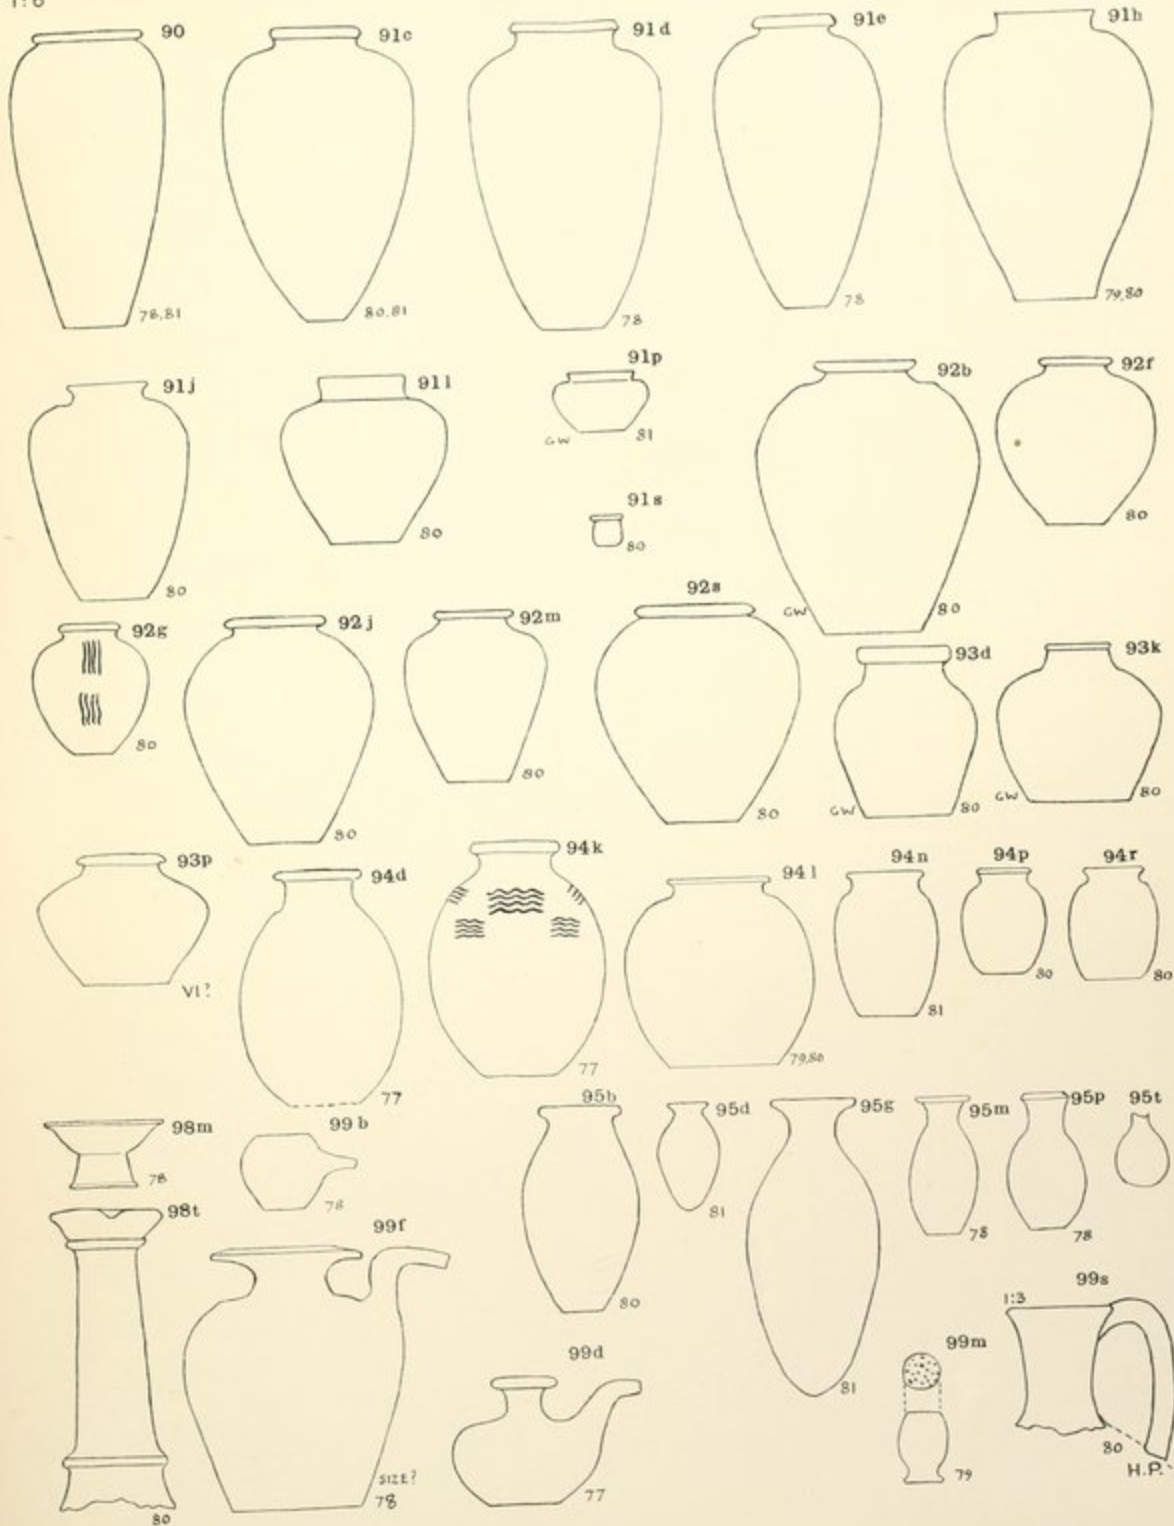 1:6
90 91c 91d 91e 91h
78,81 80,81 78 78 79,80
91j 91l 91p 92b 92f
GW 81
91s
80 80 80 80
GW 80
92g 92j 92m 92s 93d 93k
80 80 80 80 GW 80 GW 80
93p 94d 94k 94l 94n 94p 94r
VI? 77 77 79,80 81 80 80
98m 99b 95b 95d 95g 95m 95p 95t
78 78 81 78 78
98t 99f 80 99s
1:3
99d 99m
81
SIZE?
78 77 79 80
H.P.
80